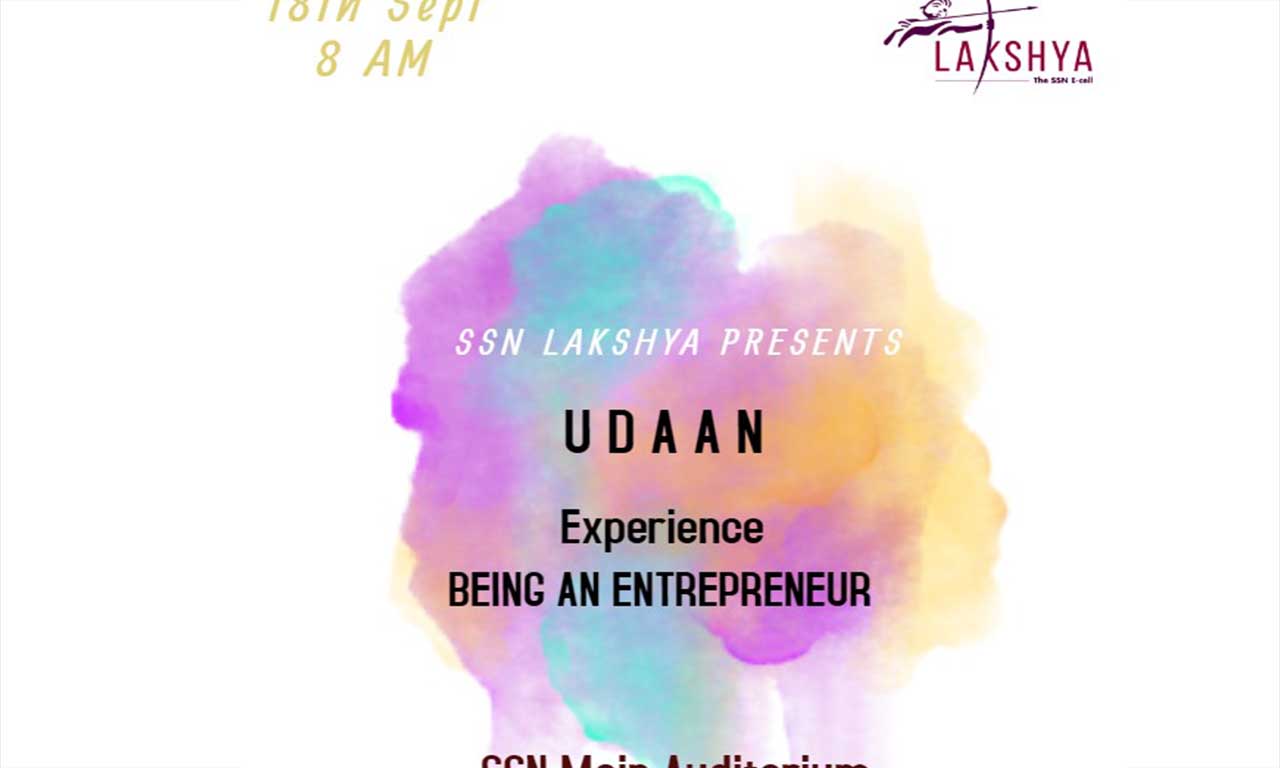 18th Sept
8 AM
LAKSHYA
The SSN E-cell
SSN LAKSHYA PRESENTS
UDAAN
Experience
BEING AN ENTREPRENEUR
SSN Main Auditorium